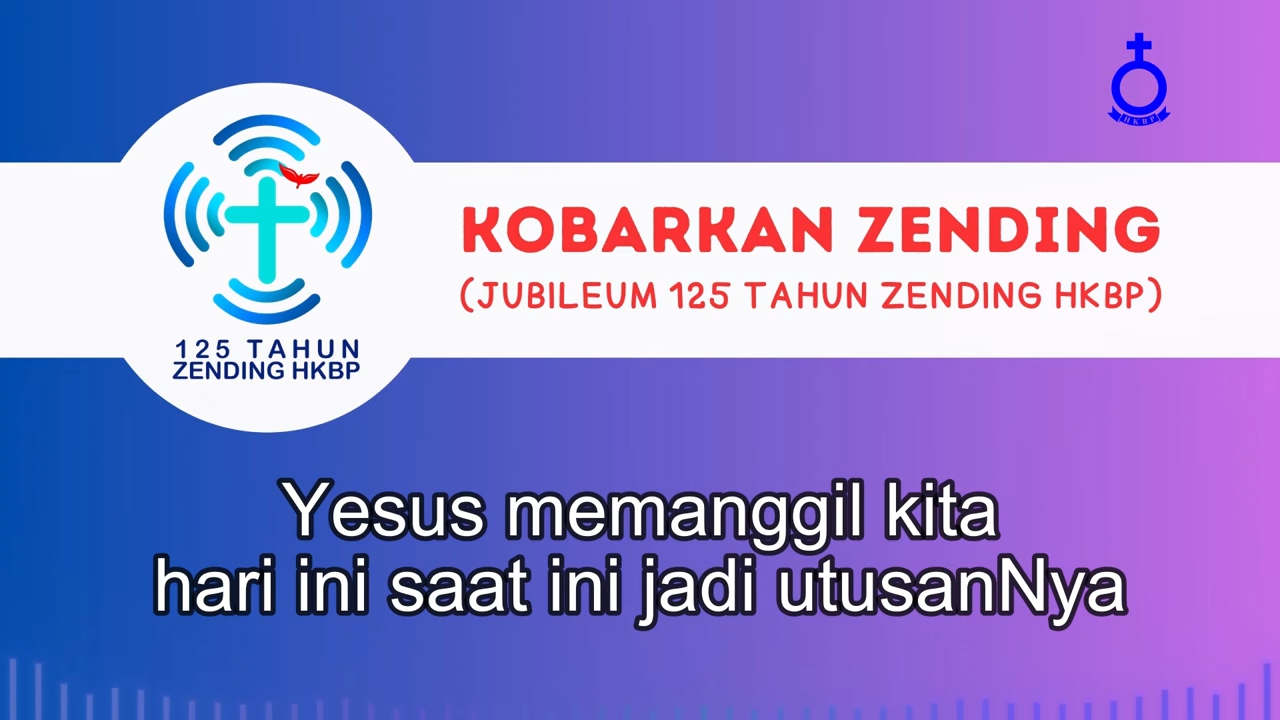 HKBP
KOBARKAN ZENDING
(JUBILEUM 125 TAHUN ZENDING HKBP)
125 TAHUN
ZENDING HKBP
Yesus memanggil kita
hari ini saat ini jadi utusanNya